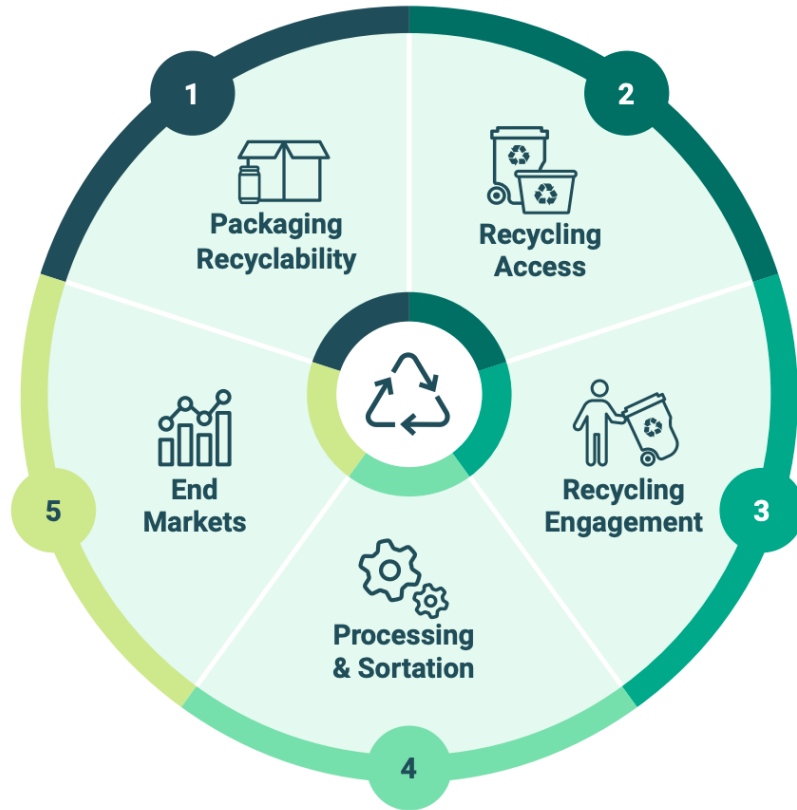 1
Packaging
Recyclability
2
Recycling
Access
3
Recycling
Engagement
4
Processing
& Sortation
5
End
Markets